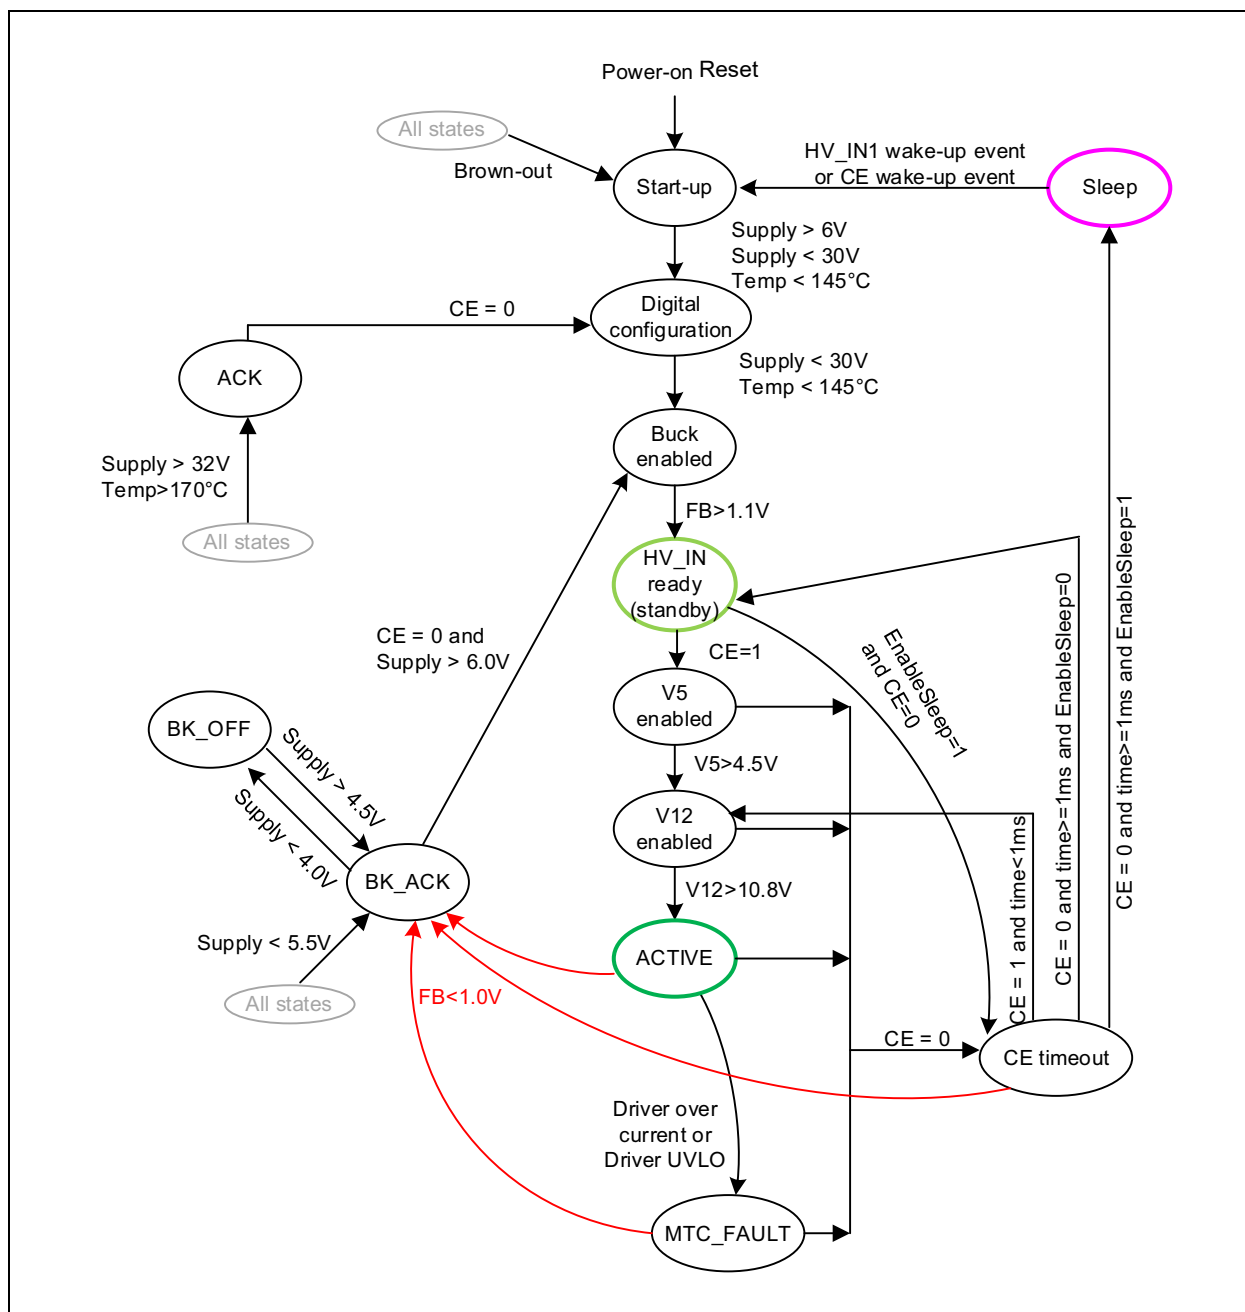 Power-on Reset
All states
Brown-out
Start-up
HV_IN1 wake-up event
or CE wake-up event
Sleep
Supply > 6V
Supply < 30V
Temp < 145°C
Digital
configuration
CE = 0
ACK
Supply < 30V
Temp < 145°C
Buck
enabled
Supply > 32V
Temp>170°C
All states
FB>1.1V
HV_IN
ready
(standby)
CE = 0 and
Supply > 6.0V
CE=1
EnableSleep=1
and CE=0
V5
enabled
BK_OFF
Supply > 4.5V
Supply < 4.0V
V5>4.5V
V12
enabled
CE = 1 and time<1ms
CE = 0 and time>=1ms and EnableSleep=0
CE = 0 and time>=1ms and EnableSleep=1
BK_ACK
V12>10.8V
Supply < 5.5V
ACTIVE
All states
FB<1.0V
CE = 0
CE timeout
Driver over
current or
Driver UVLO
MTC_FAULT